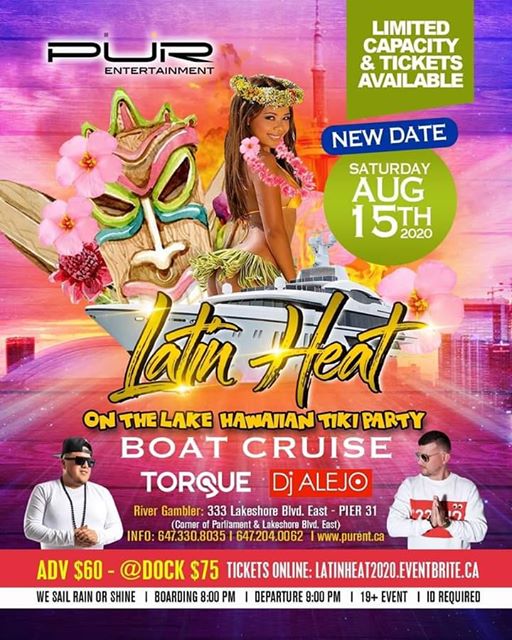 PUR
ENTERTAINMENT
LIMITED
CAPACITY
& TICKETS
AVAILABLE
NEW DATE
SATURDAY
AUG
15TH
2020
Latin Heat
ON THE LAKE HAWAIIAN TIKI PARTY
BOAT CRUISE
TORQUE Dj ALEJO
River Gambler: 333 Lakeshore Blvd. East - PIER 31
(Corner of Parliament & Lakeshore Blvd. East)
INFO: 647.330.8035 I 647.204.0062 I www.purent.ca
ADV $60 - @DOCK $75 TICKETS ONLINE: LATINHEAT2020.EVENTBRITE.CA
WE SAIL RAIN OR SHINE I BOARDING 8:00 PM I DEPARTURE 9:00 PM I 19+ EVENT I ID REQUIRED